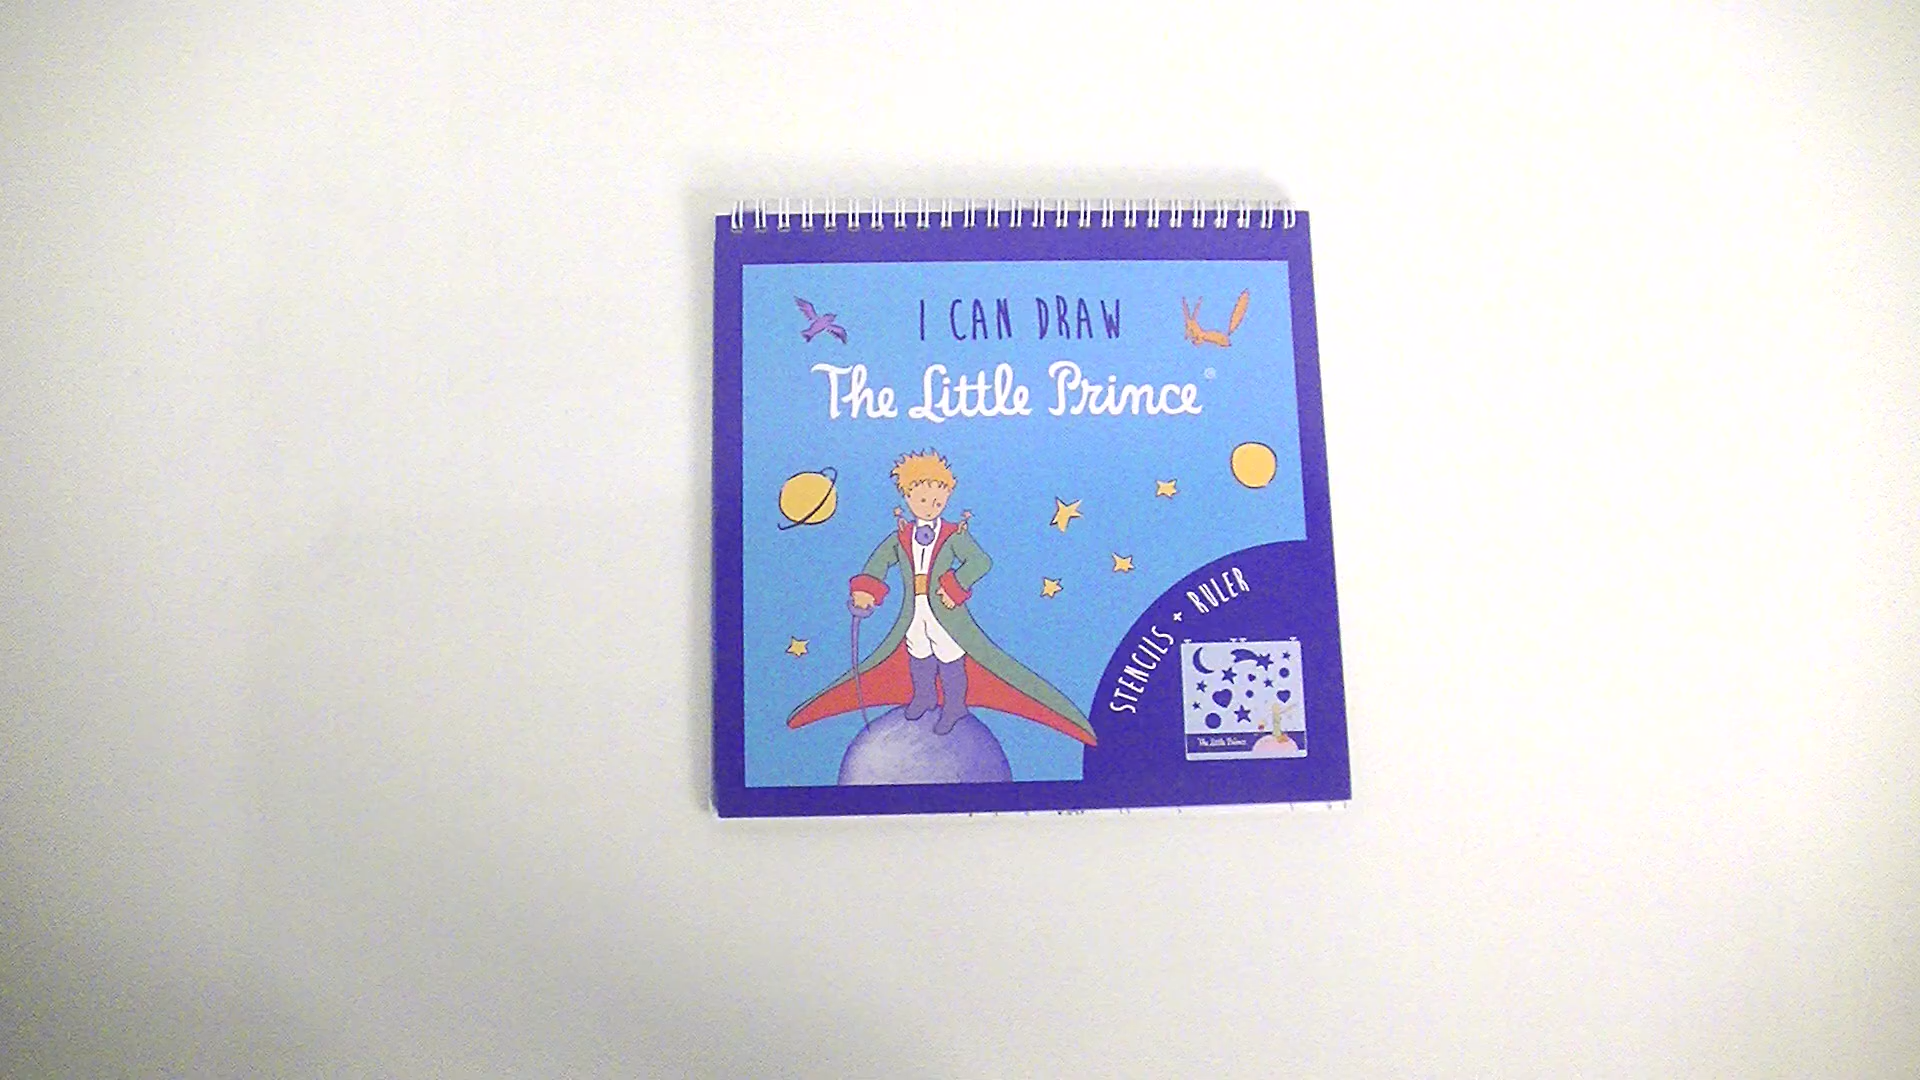 I CAN DRAW
The Little Prince®
STENCILS + RULER
The Little Prince